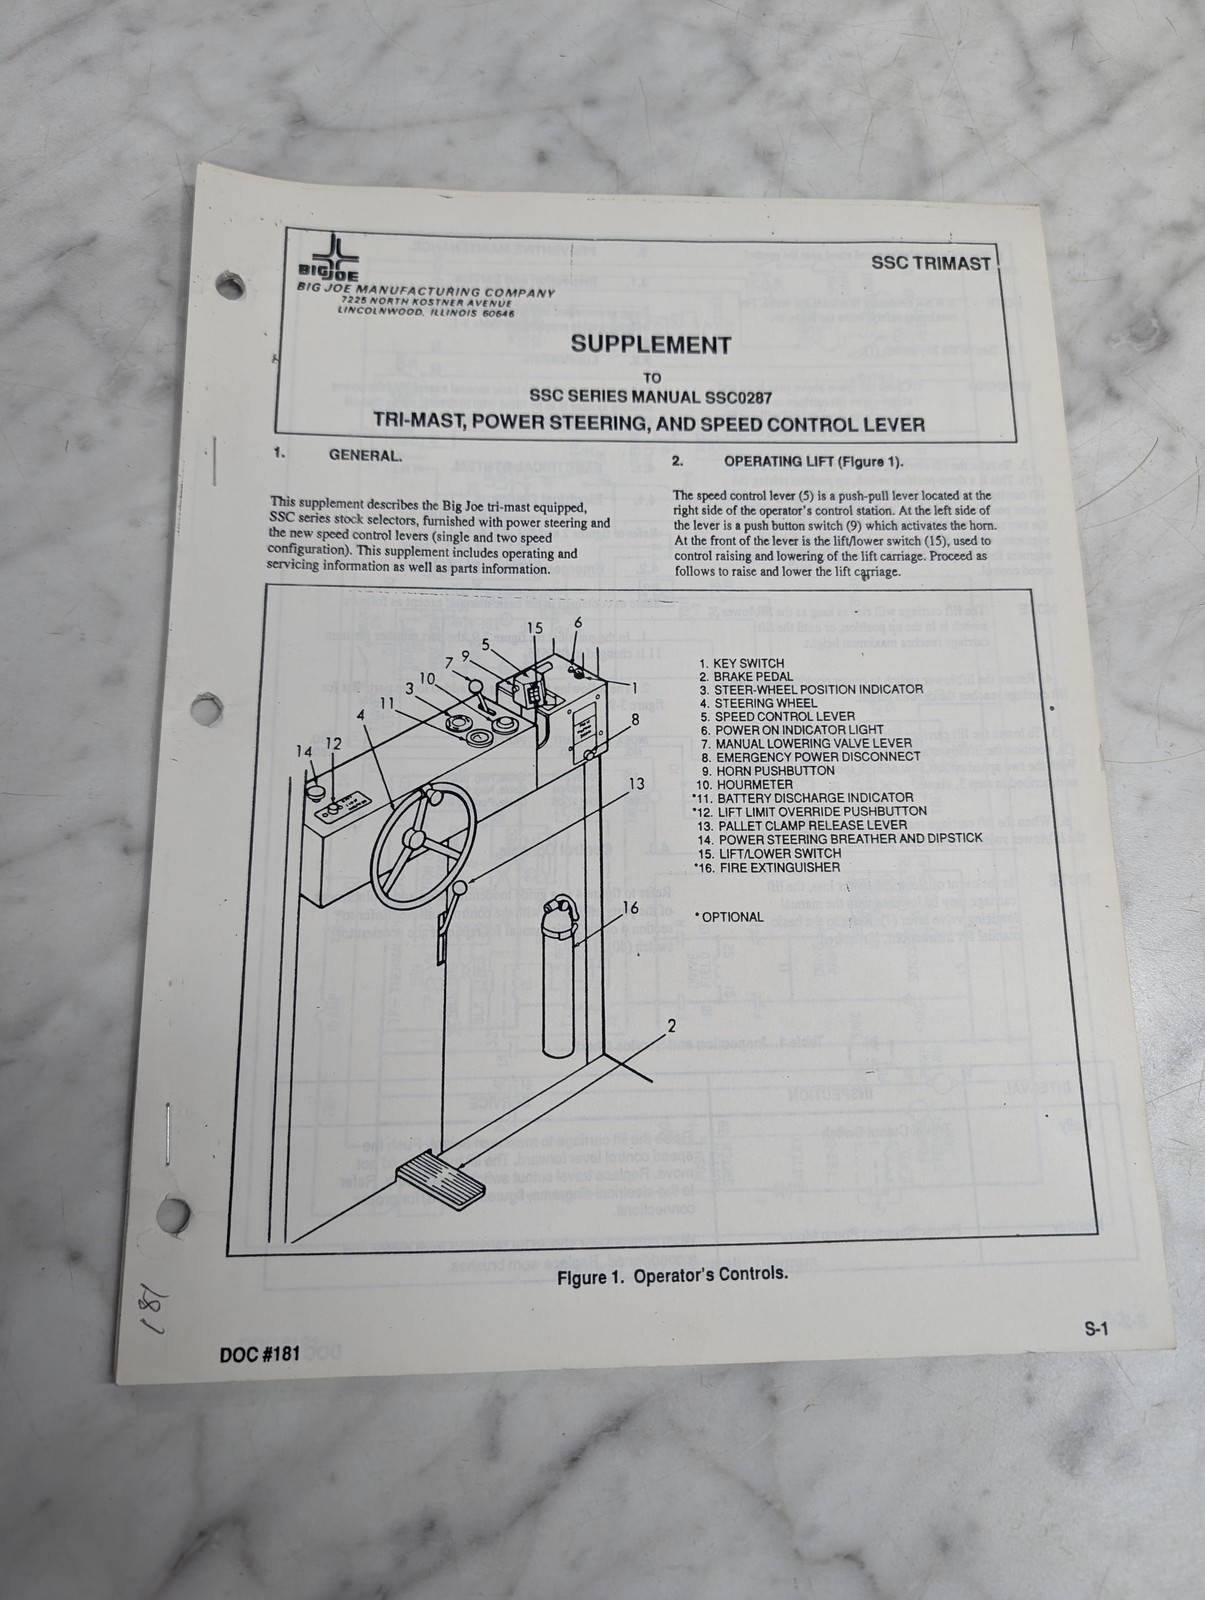 BIG JOE
BIG JOE MANUFACTURING COMPANY
7225 NORTH KOSTNER AVENUE
LINCOLNWOOD, ILLINOIS 60646
SSC TRIMAST
SUPPLEMENT
TO
SSC SERIES MANUAL SSC0287
TRI-MAST, POWER STEERING, AND SPEED CONTROL LEVER
1. GENERAL.
This supplement describes the Big Joe tri-mast equipped,
SSC series stock selectors, furnished with power steering and
the new speed control levers (single and two speed
configuration). This supplement includes operating and
servicing information as well as parts information.
2. OPERATING LIFT (Figure 1).
The speed control lever (5) is a push-pull lever located at the
right side of the operator's control station. At the left side of
the lever is a push button switch (9) which activates the horn.
At the front of the lever is the lift/lower switch (15), used to
control raising and lowering of the lift carriage. Proceed as
follows to raise and lower the lift carriage.
15
6
5
9
7
10
3
11
4
1
8
12
14
13
16
2
1. KEY SWITCH
2. BRAKE PEDAL
3. STEER-WHEEL POSITION INDICATOR
4. STEERING WHEEL
5. SPEED CONTROL LEVER
6. POWER ON INDICATOR LIGHT
7. MANUAL LOWERING VALVE LEVER
8. EMERGENCY POWER DISCONNECT
9. HORN PUSHBUTTON
10. HOURMETER
*11. BATTERY DISCHARGE INDICATOR
*12. LIFT LIMIT OVERRIDE PUSHBUTTON
13. PALLET CLAMP RELEASE LEVER
14. POWER STEERING BREATHER AND DIPSTICK
15. LIFT/LOWER SWITCH
*16. FIRE EXTINGUISHER
* OPTIONAL
Figure 1. Operator's Controls.
181
DOC #181
S-1